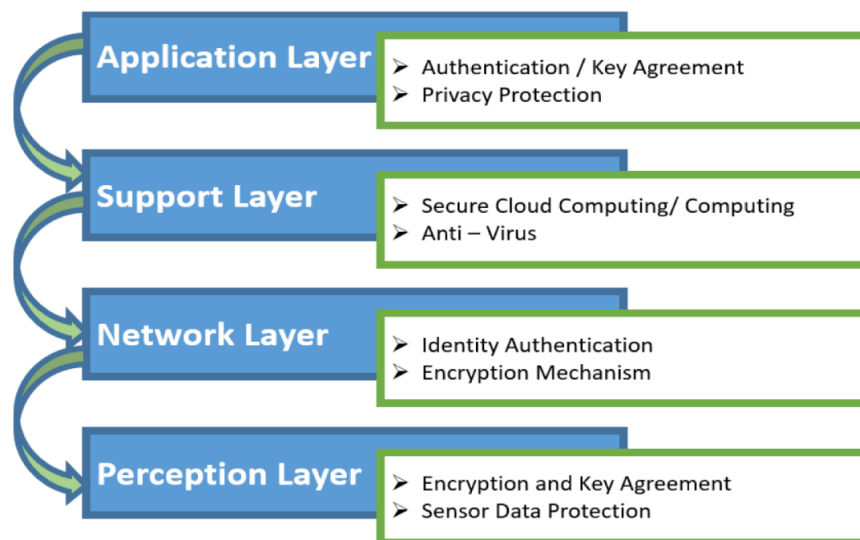 Application Layer
➢ Authentication / Key Agreement
➢ Privacy Protection
Support Layer
➢ Secure Cloud Computing/ Computing
➢ Anti – Virus
Network Layer
➢ Identity Authentication
➢ Encryption Mechanism
Perception Layer
➢ Encryption and Key Agreement
➢ Sensor Data Protection